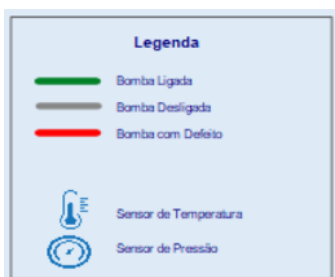 Legenda
Bomba Ligada
Bomba Desligada
Bomba com Defeito
Sensor de Temperatura
Sensor de Pressão